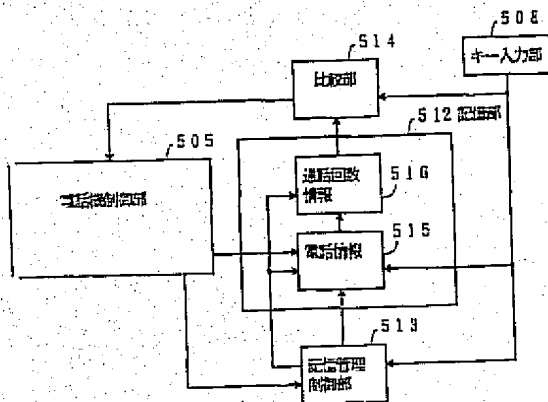 508
キー入力部
514
比較部
512 記憶部
505
電話機制御部
通話回数
情報
516
電話情報
515
513
記憶管理
制御部